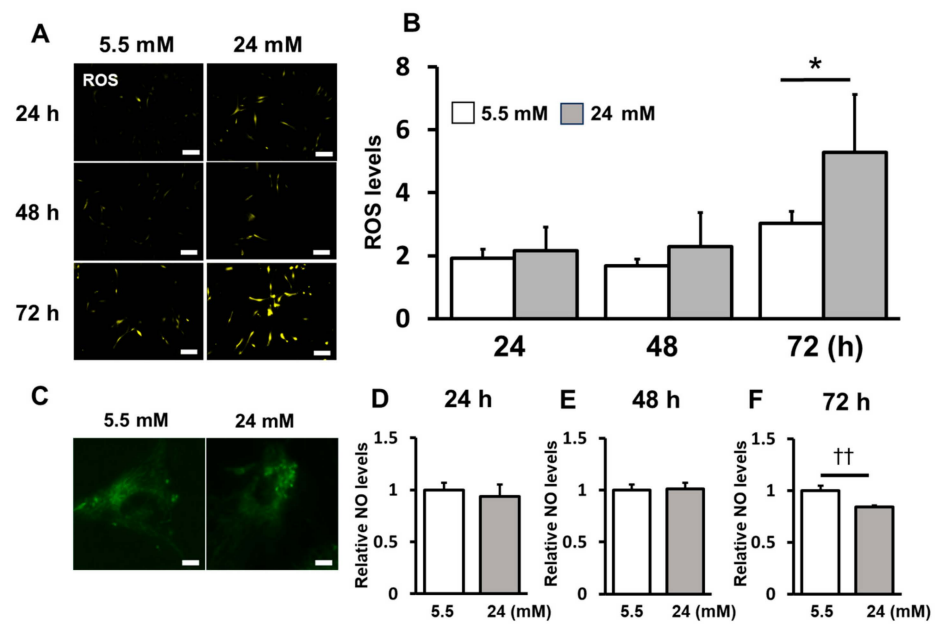 A
5.5 mM
24 mM
ROS
24 h
48 h
72 h
B
ROS levels
8
6
4
2
0
5.5 mM
24 mM
*
24
48
72 (h)
C
5.5 mM
24 mM
D
24 h
Relative NO levels
1.5
1
0.5
0
5.5
24 (mM)
E
48 h
Relative NO levels
1.5
1
0.5
0
5.5
24 (mM)
F
72 h
Relative NO levels
1.5
1
0.5
0
††
5.5
24 (mM)